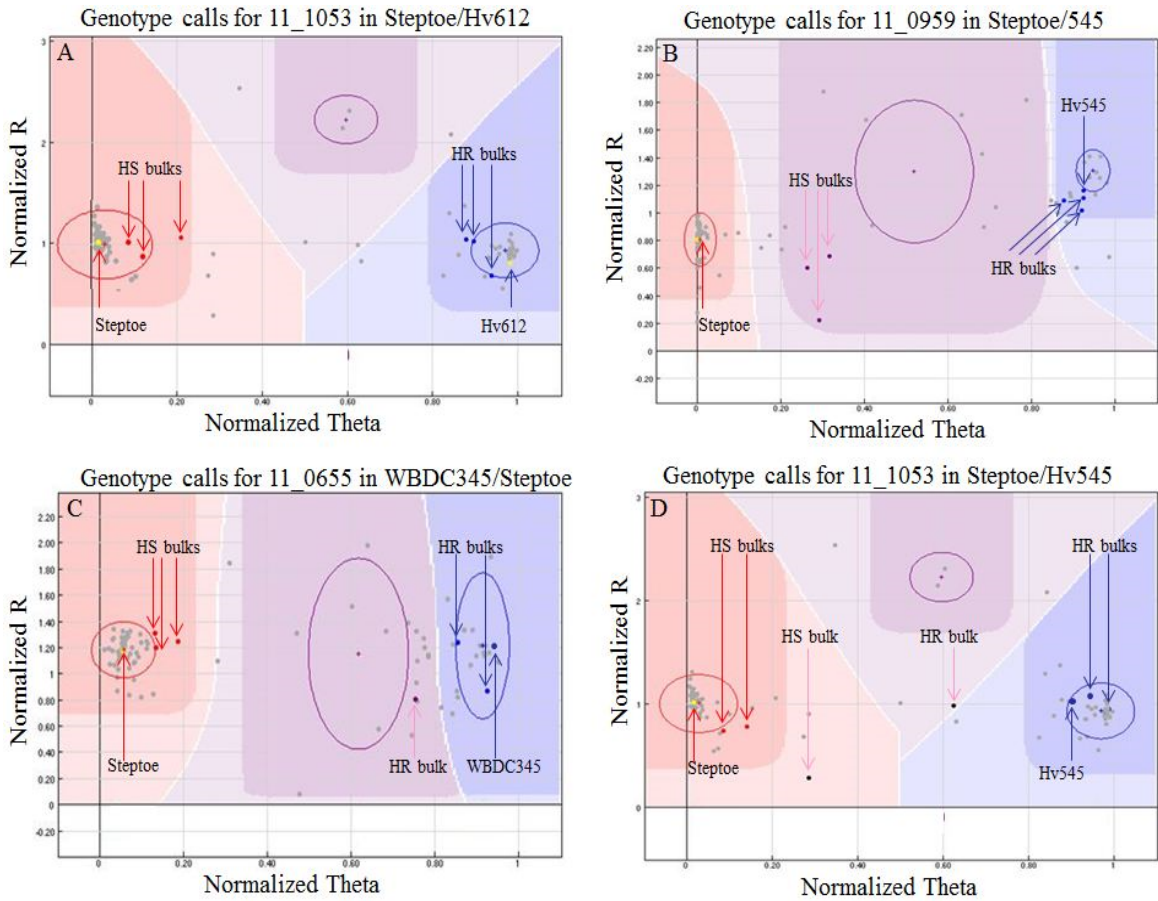 Genotype calls for 11_1053 in Steptoe/Hv612
A
Normalized R
3
2
1
0
HS bulks
HR bulks
Steptoe
Hv612
0 0.20 0.40 0.60 0.80 1
Normalized Theta
Genotype calls for 11_0959 in Steptoe/545
B
Normalized R
2.20
2.00
1.80
1.60
1.40
1.20
1.00
0.80
0.60
0.40
0.20
0
-0.20
Hv545
HS bulks
HR bulks
Steptoe
0 0.20 0.40 0.60 0.80 1
Normalized Theta
Genotype calls for 11_0655 in WBDC345/Steptoe
C
Normalized R
2.20
2.00
1.80
1.60
1.40
1.20
1.00
0.80
0.60
0.40
0.20
0
-0.20
HS bulks
HR bulks
Steptoe
HR bulk
WBDC345
0 0.20 0.40 0.60 0.80 1
Normalized Theta
Genotype calls for 11_1053 in Steptoe/Hv545
D
Normalized R
3
2
1
0
HS bulks
HR bulks
HS bulk
HR bulk
Steptoe
Hv545
0 0.20 0.40 0.60 0.80 1
Normalized Theta